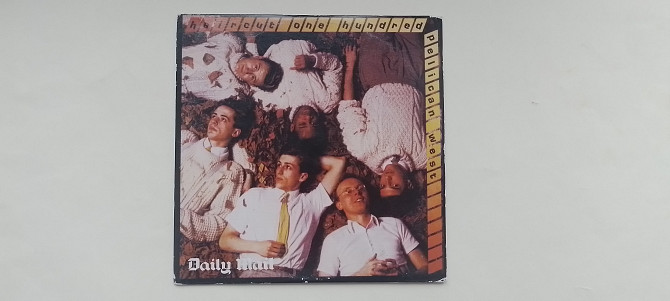 haircut one hundred
pelican west
Daily Mail